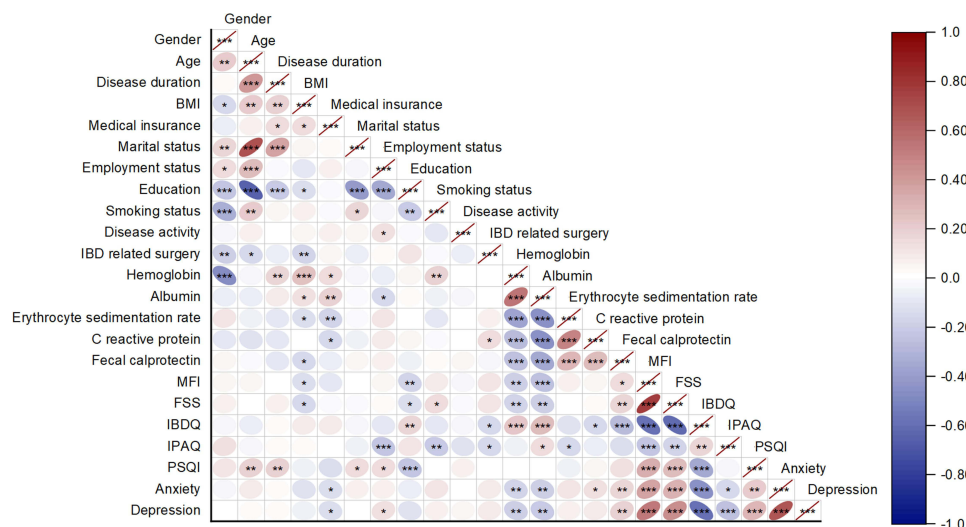 Gender
Gender *** Age
Age ** *** Disease duration
Disease duration *** *** BMI
BMI * ** ** *** Medical insurance
Medical insurance * * *** Marital status
Marital status ** *** *** *** Employment status
Employment status * *** *** Education
Education *** *** *** * *** *** *** Smoking status
Smoking status *** ** * ** *** Disease activity
Disease activity * *** IBD related surgery
IBD related surgery ** * ** *** Hemoglobin
Hemoglobin *** ** *** * ** *** Albumin
Albumin * ** * *** *** Erythrocyte sedimentation rate
Erythrocyte sedimentation rate * ** *** *** *** C reactive protein
C reactive protein * * *** *** *** *** Fecal calprotectin
Fecal calprotectin * *** *** *** *** *** MFI
MFI * ** ** *** * *** FSS
FSS * * * ** ** ** *** *** IBDQ
IBDQ ** * *** *** * *** *** *** *** IPAQ
IPAQ *** ** * * * *** ** ** *** PSQI
PSQI ** ** * * *** *** *** *** *** Anxiety
Anxiety * ** ** * ** *** *** *** * ** *** Depression
Depression * * ** ** ** *** *** *** *** *** *** ***
1.0
0.80
0.60
0.40
0.20
0.0
-0.20
-0.40
-0.60
-0.80
-1.0